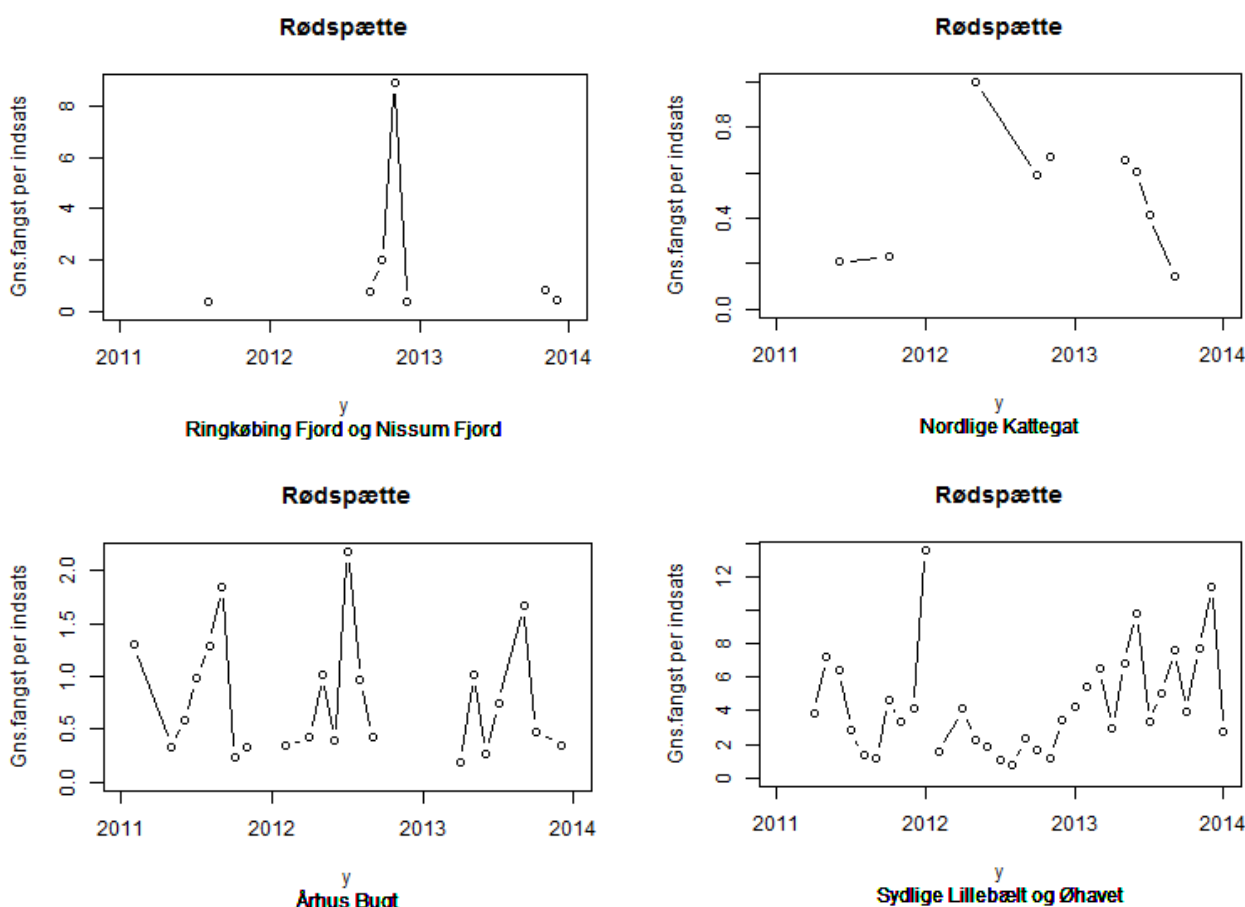 Rødspætte
Gns.fangst per indsats
0 2 4 6 8
2011 2012 2013 2014
y
Ringkøbing Fjord og Nissum Fjord
Rødspætte
Gns.fangst per indsats
0.0 0.4 0.8
2011 2012 2013 2014
y
Nordlige Kattegat
Rødspætte
Gns.fangst per indsats
0.0 0.5 1.0 1.5 2.0
2011 2012 2013 2014
y
Århus Bugt
Rødspætte
Gns.fangst per indsats
0 2 4 6 8 12
2011 2012 2013 2014
y
Sydlige Lillebælt og Øhavet